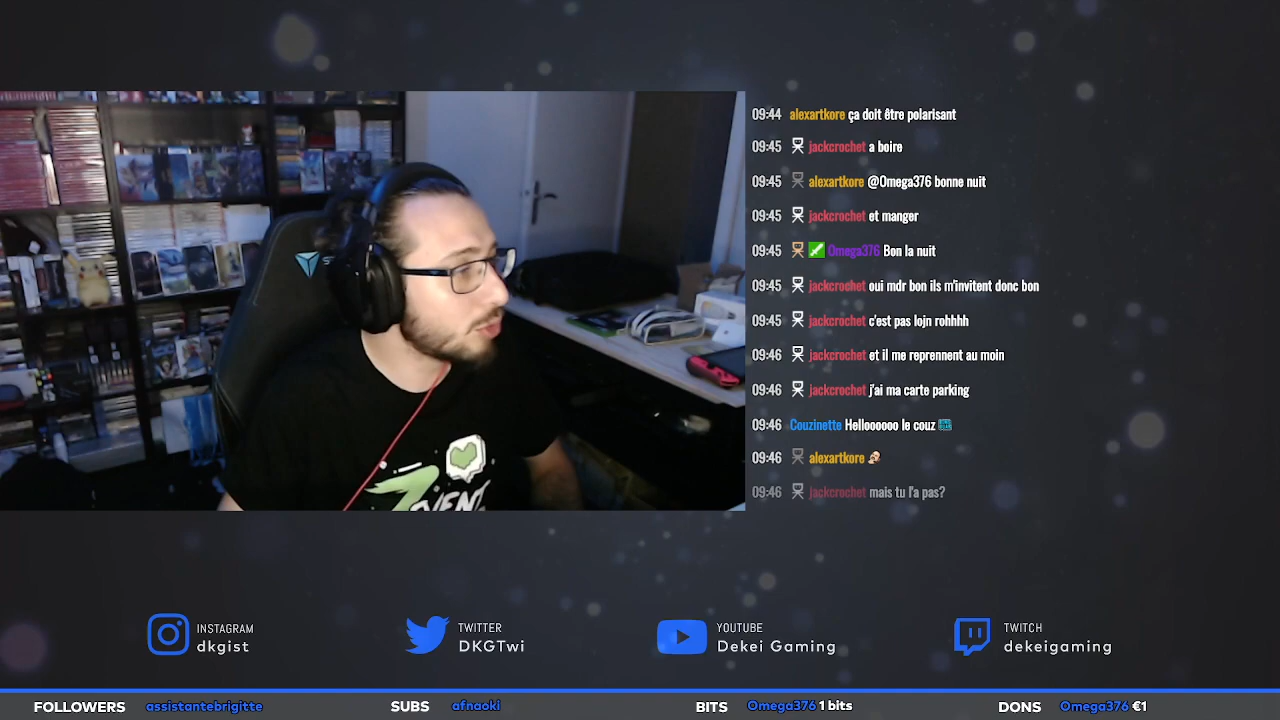 09:44 alexartkore ça doit être polarisant
09:45 jackcrochet a boire
09:45 alexartkore @Omega376 bonne nuit
09:45 jackcrochet et manger
09:45 Omega376 Bon la nuit
09:45 jackcrochet oui mdr bon ils m'invitent donc bon
09:45 jackcrochet c'est pas lojn rohhhh
09:46 jackcrochet et il me reprennent au moin
09:46 jackcrochet j'ai ma carte parking
09:46 Couzinette Helloooooo le couz
09:46 alexartkore
09:46 jackcrochet mais tu l'a pas?
INSTAGRAM
dkgist
TWITTER
DKGTwi
YOUTUBE
Dekei Gaming
TWITCH
dekeigaming
FOLLOWERS assistantebrigitte SUBS afnaoki BITS Omega376 1 bits DONS Omega376 €1